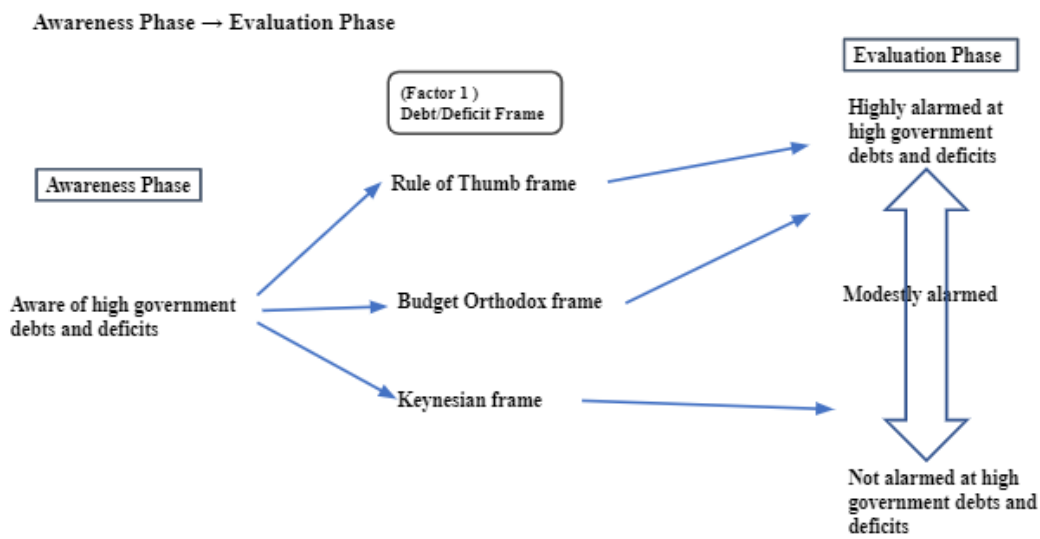 Awareness Phase → Evaluation Phase
Evaluation Phase
(Factor 1 )
Debt/Deficit Frame
Highly alarmed at
high government
debts and deficits
Awareness Phase
Rule of Thumb frame
Aware of high government
debts and deficits
Budget Orthodox frame
Modestly alarmed
Keynesian frame
Not alarmed at high
government debts and
deficits